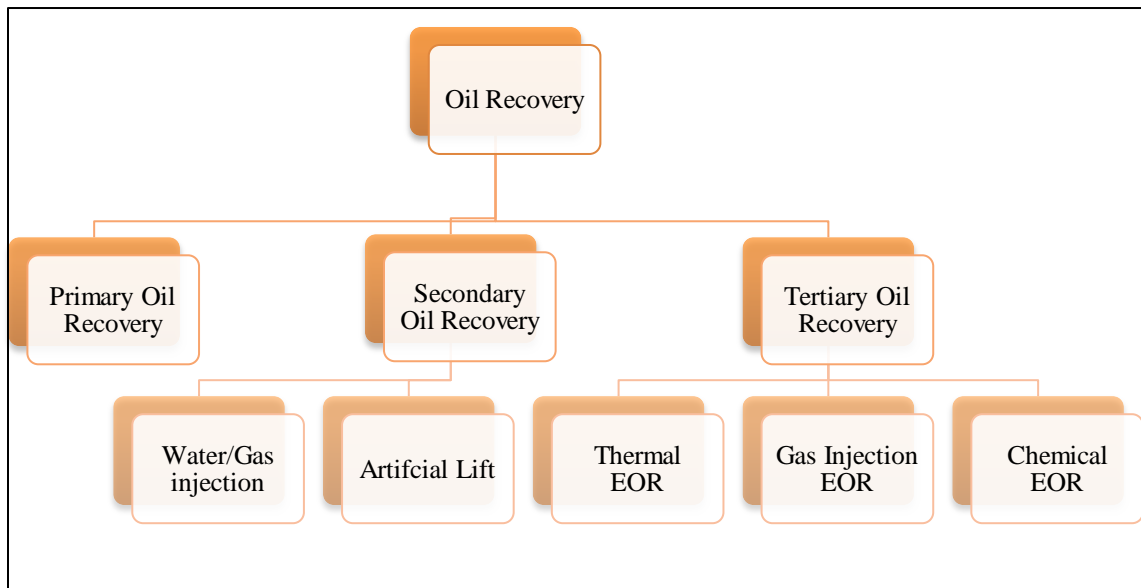 Oil Recovery
Primary Oil
Recovery
Secondary
Oil Recovery
Tertiary Oil
Recovery
Water/Gas
injection
Artifcial Lift
Thermal
EOR
Gas Injection
EOR
Chemical
EOR